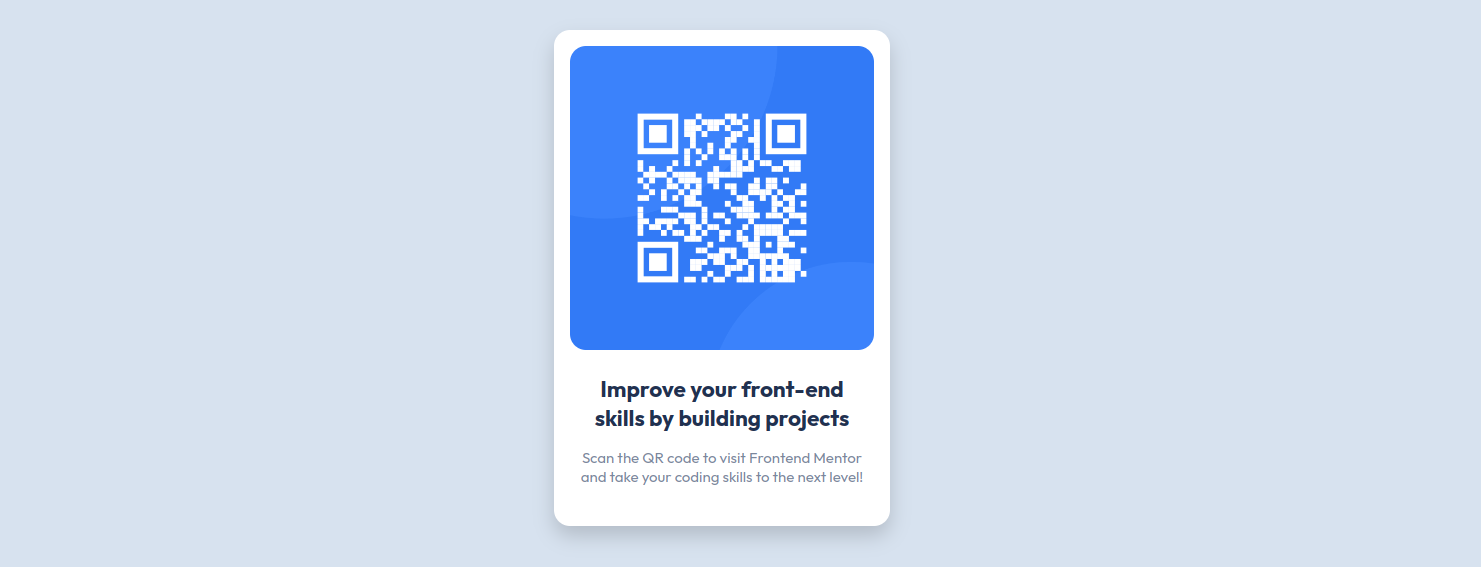 Improve your front-end
skills by building projects
Scan the QR code to visit Frontend Mentor
and take your coding skills to the next level!